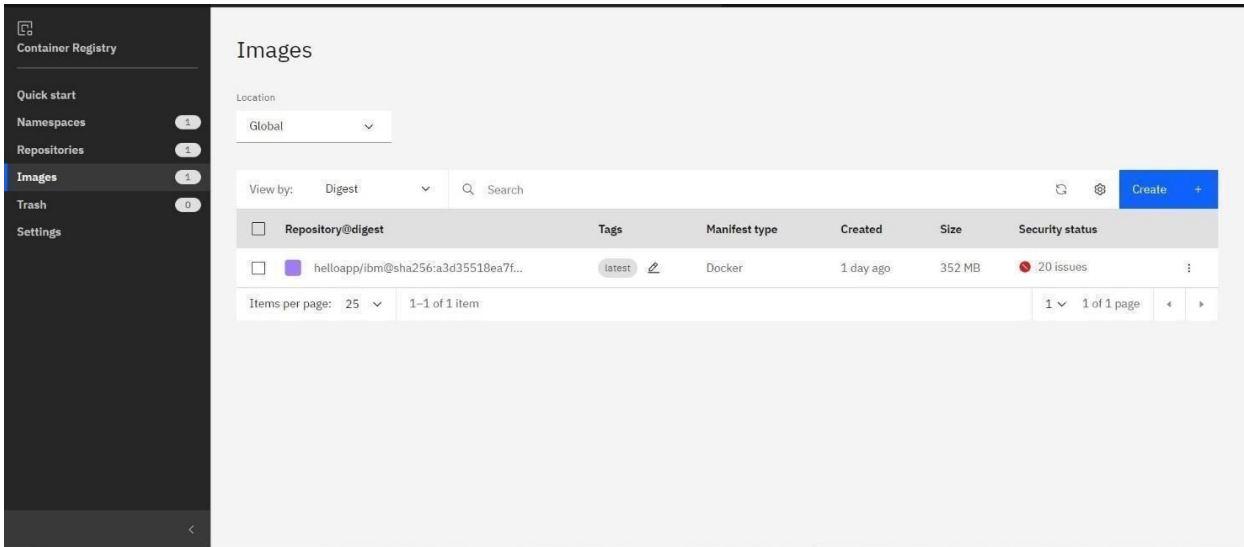 Container Registry
Quick start
Namespaces 1
Repositories 1
Images 1
Trash 0
Settings
Images
Location
Global
View by: Digest Search Create +
Repository@digest Tags Manifest type Created Size Security status
helloapp/ibm@sha256:a3d35518ea7f... latest Docker 1 day ago 352 MB 20 issues
Items per page: 25 1–1 of 1 item 1 1 of 1 page